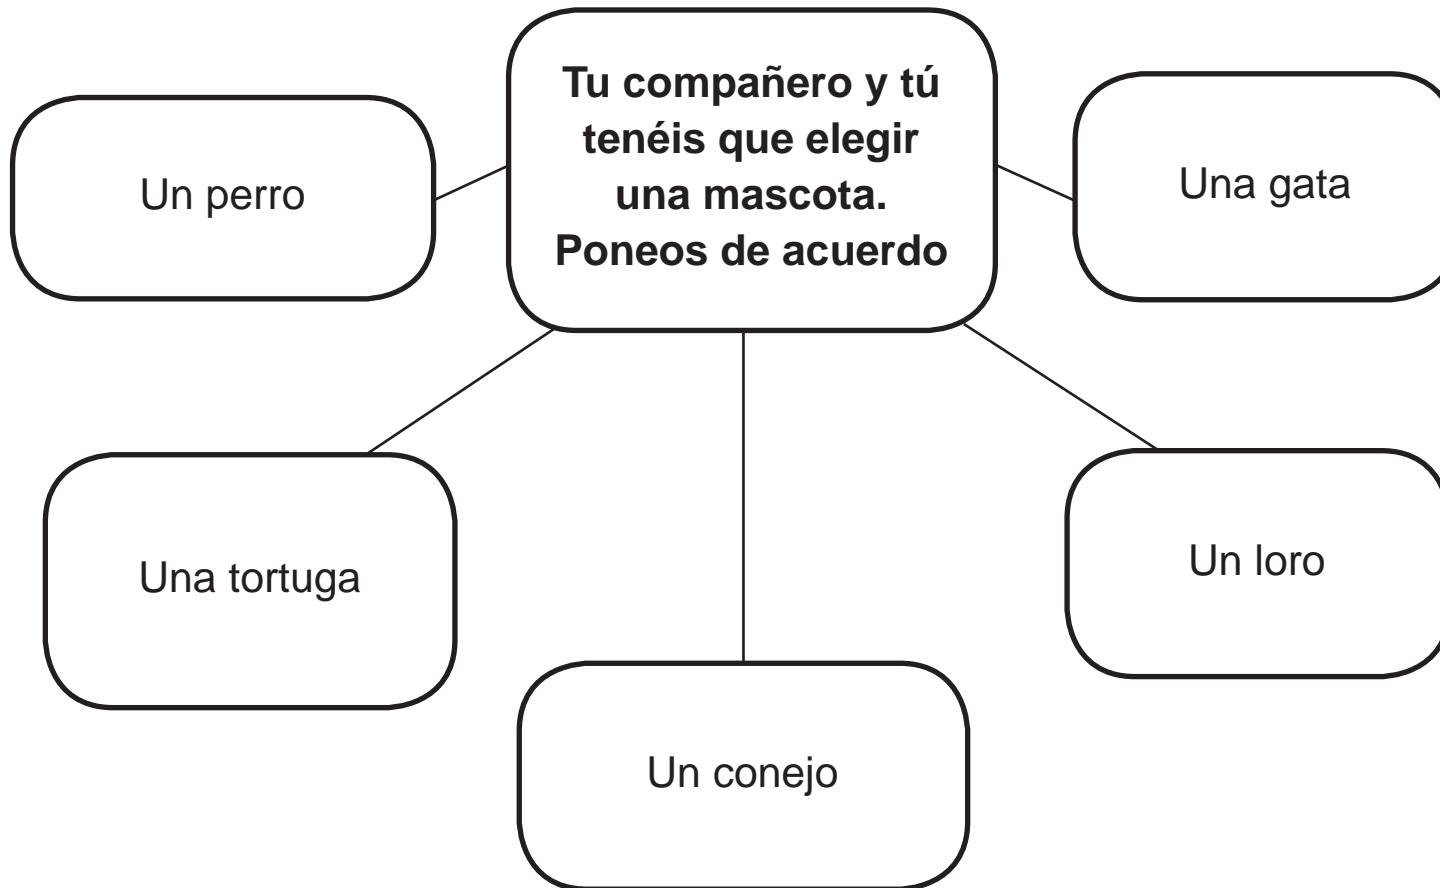 Tu compañero y tú
tenéis que elegir
una mascota.
Poneos de acuerdo
Un perro
Una gata
Una tortuga
Un loro
Un conejo